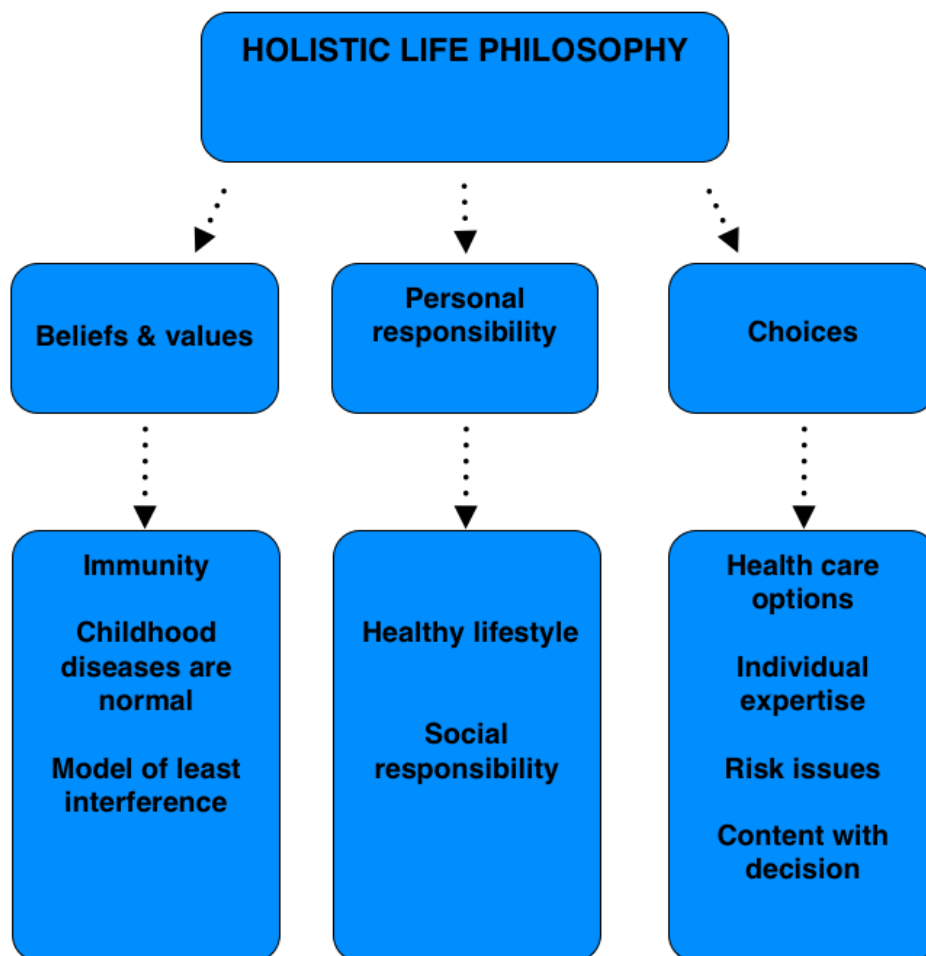 HOLISTIC LIFE PHILOSOPHY
Beliefs & values
Personal
responsibility
Choices
Immunity
Childhood
diseases are
normal
Model of least
interference
Healthy lifestyle
Social
responsibility
Health care
options
Individual
expertise
Risk issues
Content with
decision